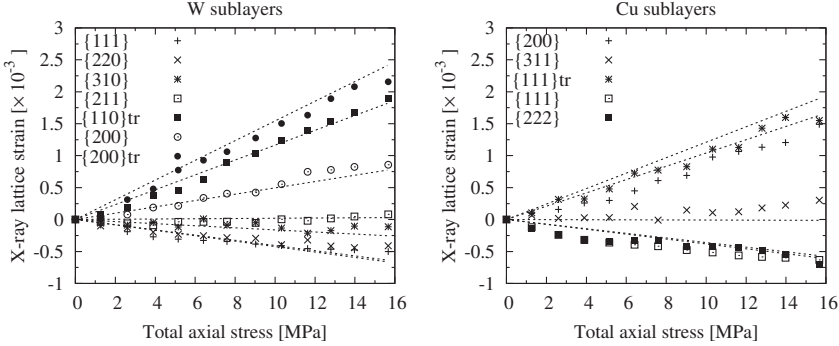 W sublayers
X-ray lattice strain [× 10⁻³]
3
2.5
2
1.5
1
0.5
0
-0.5
-1
{111}
{220}
{310}
{211}
{110}tr
{200}
{200}tr
0 2 4 6 8 10 12 14 16
Total axial stress [MPa]
Cu sublayers
X-ray lattice strain [× 10⁻³]
3
2.5
2
1.5
1
0.5
0
-0.5
-1
{200}
{311}
{111}tr
{111}
{222}
0 2 4 6 8 10 12 14 16
Total axial stress [MPa]